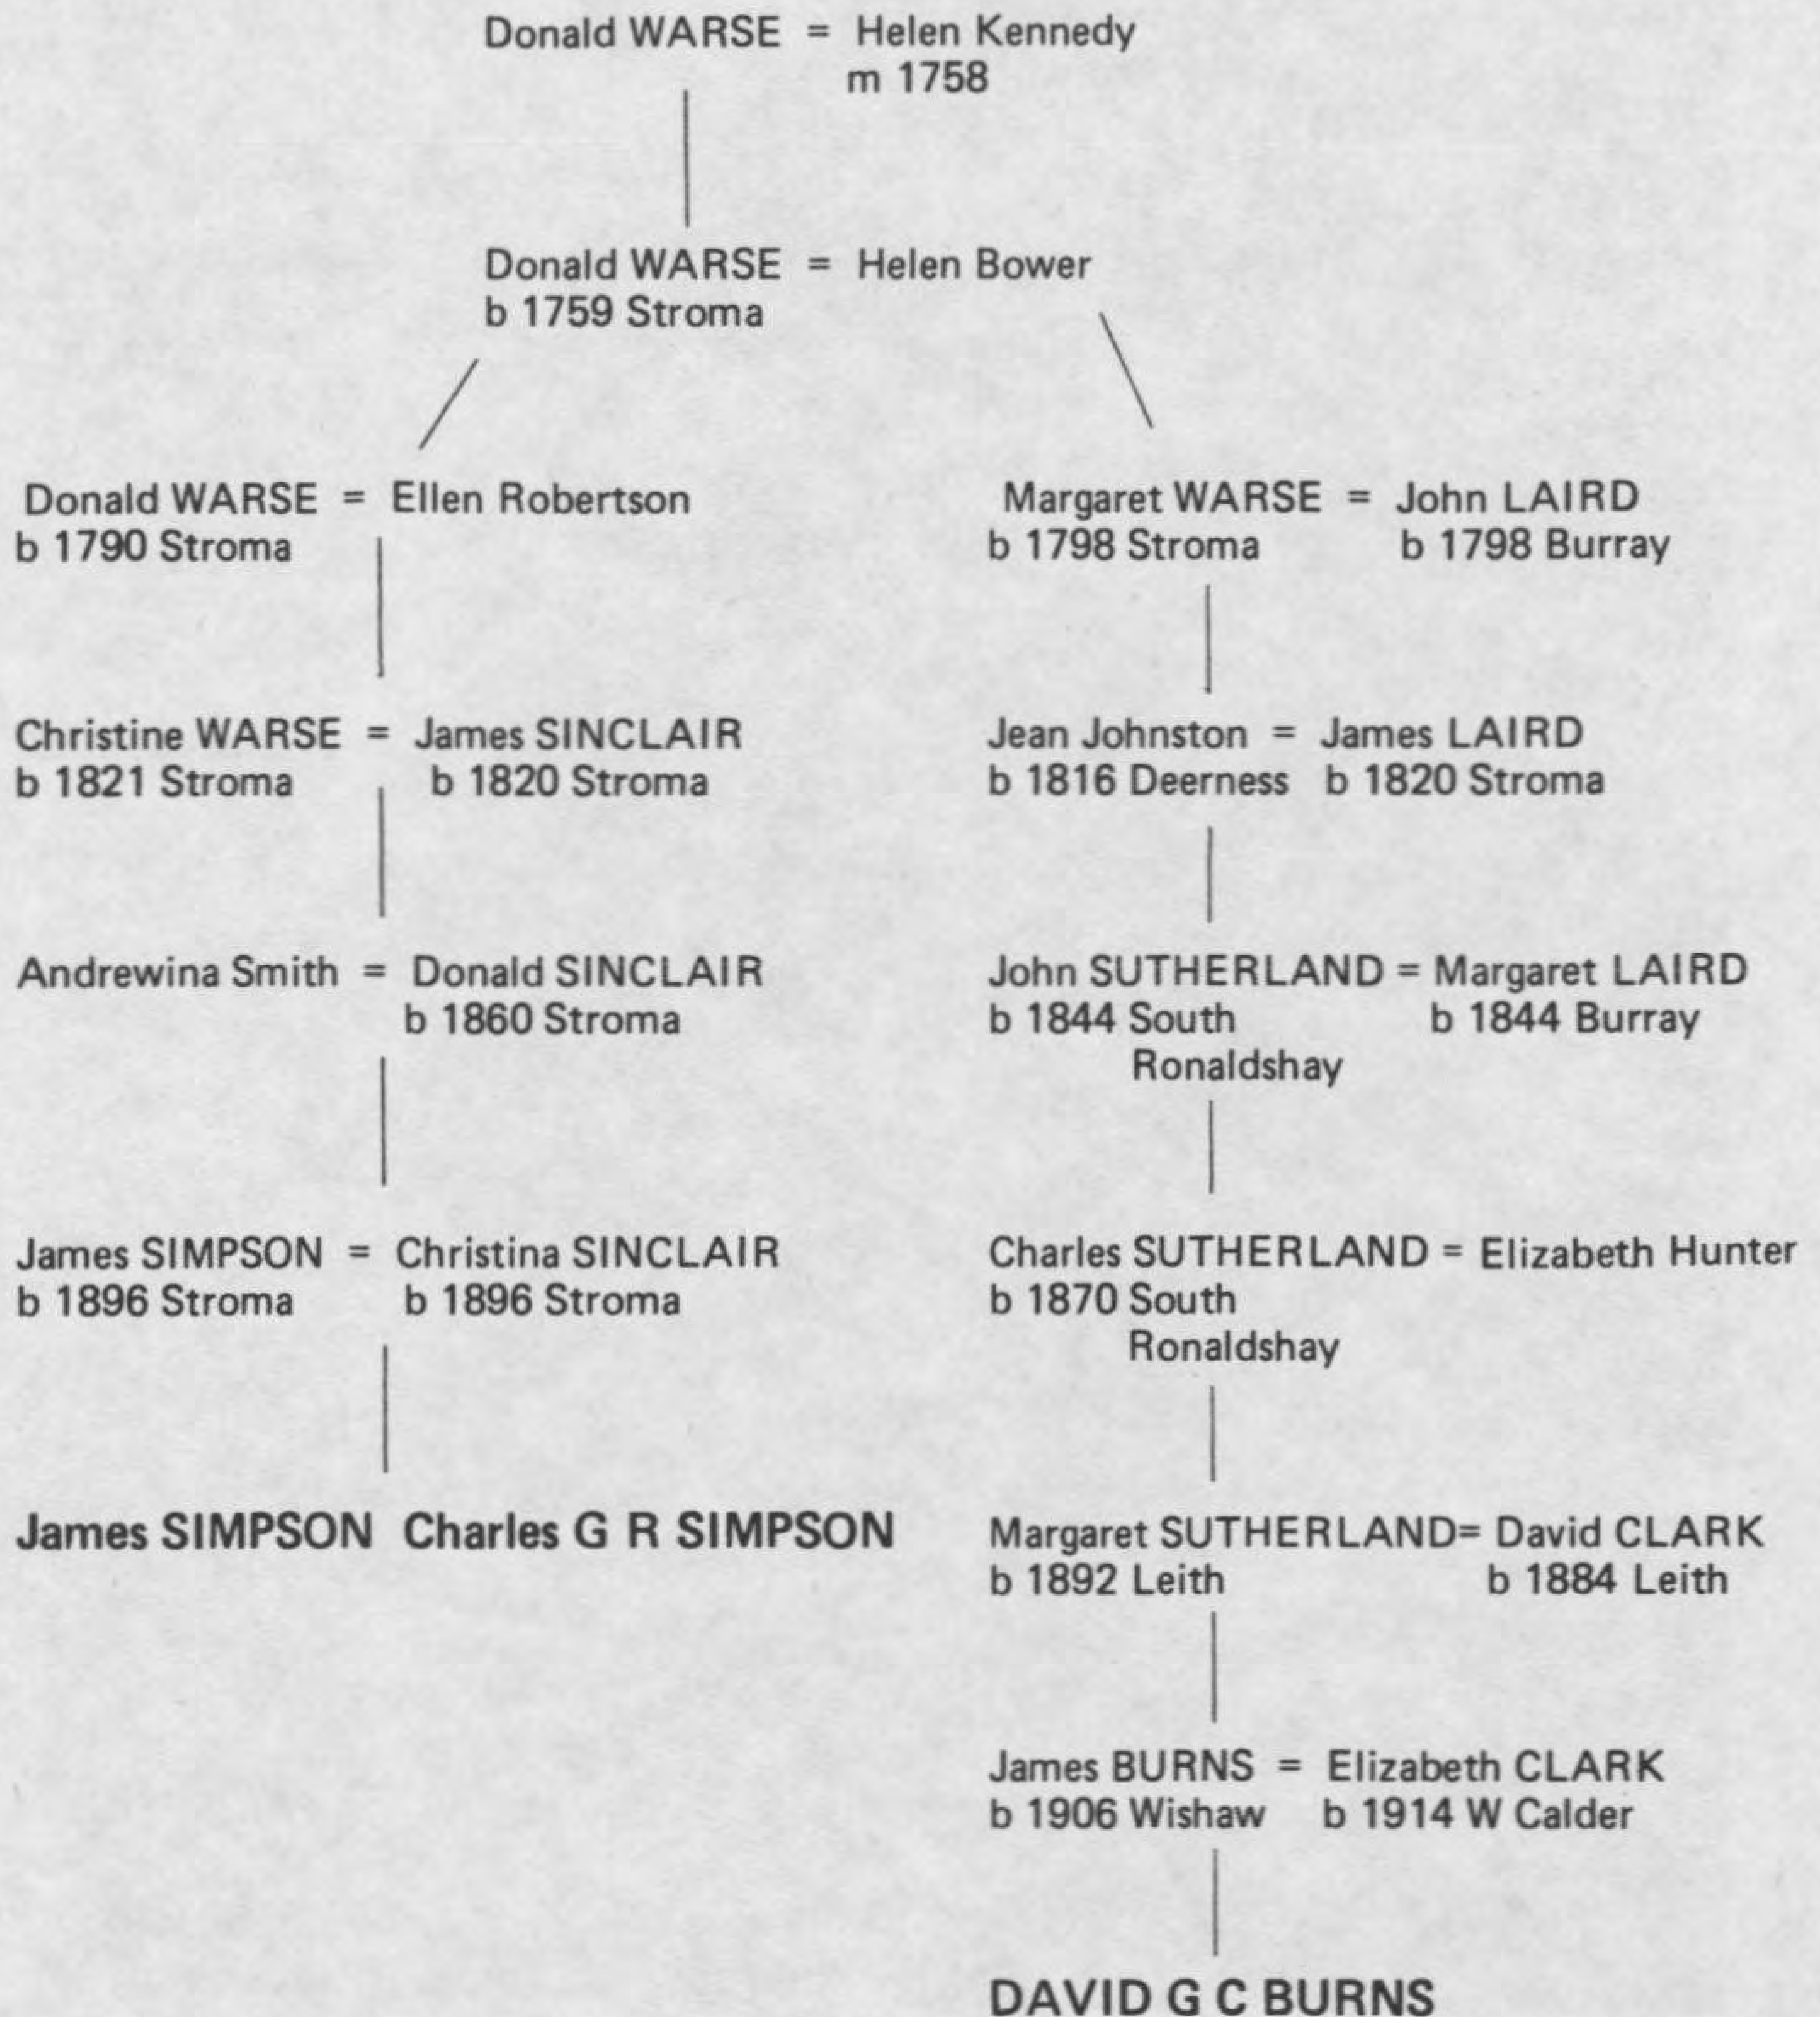 Donald WARSE = Helen Kennedy
m 1758
Donald WARSE = Helen Bower
b 1759 Stroma
Donald WARSE = Ellen Robertson
b 1790 Stroma
Margaret WARSE = John LAIRD
b 1798 Stroma b 1798 Burray
Christine WARSE = James SINCLAIR
b 1821 Stroma b 1820 Stroma
Jean Johnston = James LAIRD
b 1816 Deerness b 1820 Stroma
Andrewina Smith = Donald SINCLAIR
b 1860 Stroma
John SUTHERLAND = Margaret LAIRD
b 1844 South b 1844 Burray
Ronaldshay
James SIMPSON = Christina SINCLAIR
b 1896 Stroma b 1896 Stroma
Charles SUTHERLAND = Elizabeth Hunter
b 1870 South
Ronaldshay
James SIMPSON Charles G R SIMPSON
Margaret SUTHERLAND= David CLARK
b 1892 Leith b 1884 Leith
James BURNS = Elizabeth CLARK
b 1906 Wishaw b 1914 W Calder
DAVID G C BURNS